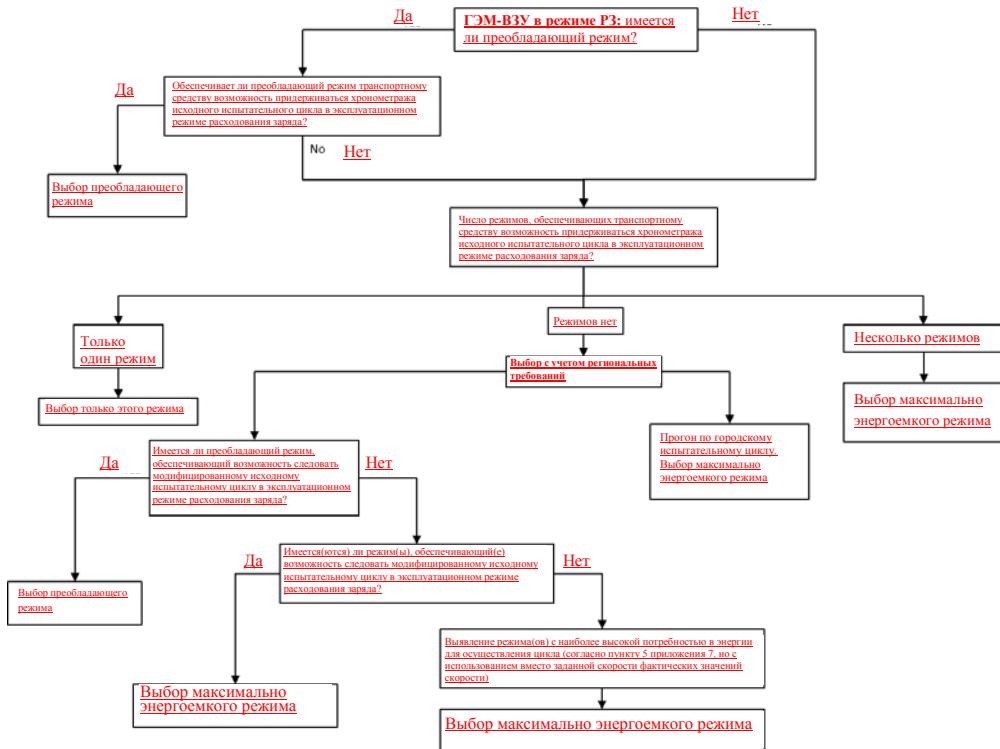 Да
ГЭМ-ВЗУ в режиме РЗ: имеется
ли преобладающий режим?
Нет
Да
Обеспечивает ли преобладающий режим транспортному
средству возможность придерживаться хронометража
исходного испытательного цикла в эксплуатационном
режиме расходования заряда?
No
Нет
Выбор преобладающего
режима
Число режимов, обеспечивающих транспортному
средству возможность придерживаться хронометража
исходного испытательного цикла в эксплуатационном
режиме расходования заряда?
Только
один режим
Режимов нет
Несколько режимов
Выбор только этого режима
Выбор с учетом региональных
требований
Выбор максимально
энергоемкого режима
Да
Имеется ли преобладающий режим,
обеспечивающий возможность следовать
модифицированному исходному
испытательному циклу в эксплуатационном
режиме расходования заряда?
Нет
Прогон по городскому
испытательному циклу.
Выбор максимально
энергоемкого режима
Да
Имеется(ются) ли режим(ы), обеспечивающий(е)
возможность следовать модифицированному исходному
испытательному циклу в эксплуатационном режиме
расходования заряда?
Нет
Выбор преобладающего
режима
Выявление режима(ов) с наиболее высокой потребностью в энергии
для осуществления цикла (согласно пункту 5 приложения 7, но с
использованием вместо заданной скорости фактических значений
скорости)
Выбор максимально
энергоемкого режима
Выбор максимально энергоемкого режима